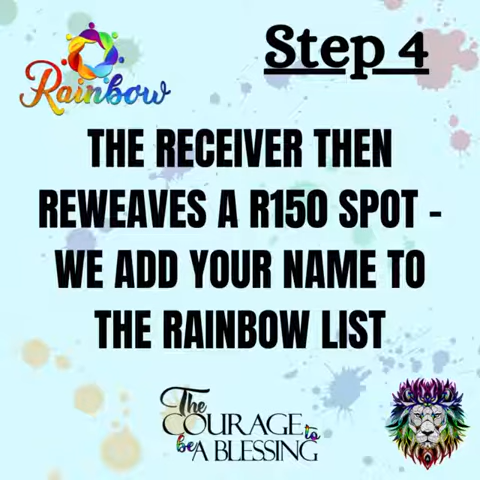 Rainbow
Step 4
THE RECEIVER THEN
REWEAVES A R150 SPOT -
WE ADD YOUR NAME TO
THE RAINBOW LIST
The
COURAGE to
be A BLESSING